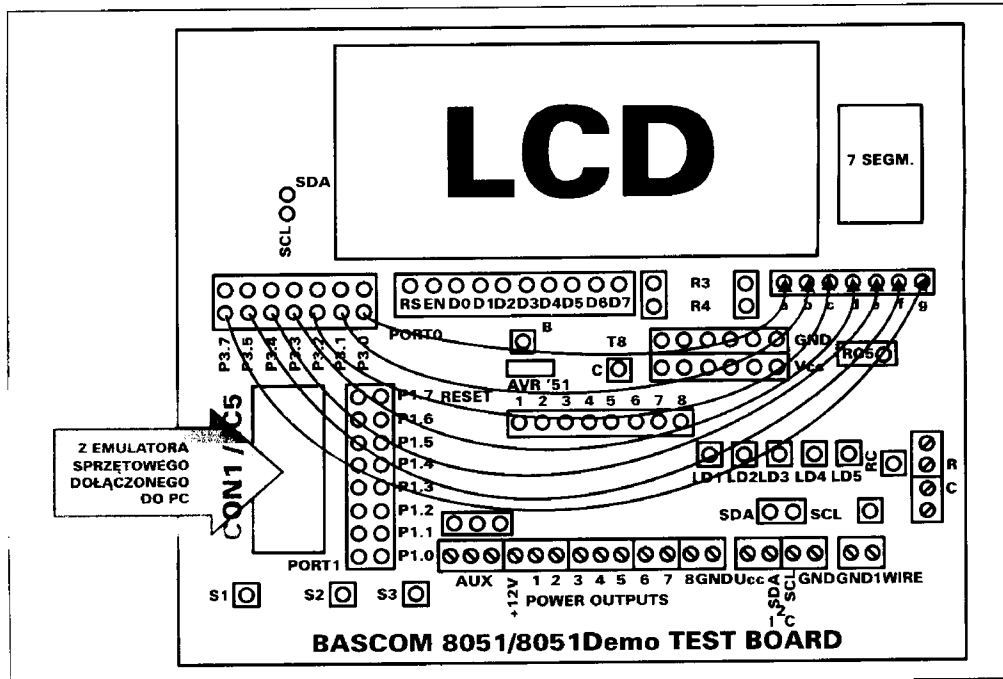 LCD
7 SEGM.
SDA
SCL
RS EN D0 D1 D2 D3 D4 D5 D6 D7
R3
R4
a b c d e f g
P3.7
P3.5
P3.4
P3.3
P3.2
P3.1
P3.0
PORT0
B
T8
GND
C
Vcc
RC5
AVR '51
RESET
1 2 3 4 5 6 7 8
P1.7
P1.6
P1.5
P1.4
P1.3
P1.2
P1.1
P1.0
PORT1
CON1 /
Z EMULATORA
SPRZĘTOWEGO
DOŁĄCZONEGO
DO PC
LD1 LD2 LD3 LD4 LD5
RC
R
C
SDA
SCL
AUX
+12V
1 2 3 4 5 6 7 8 GND Ucc
SDA
SCL
GND GND 1WIRE
I2C
POWER OUTPUTS
S1
S2
S3
BASCOM 8051/8051Demo TEST BOARD